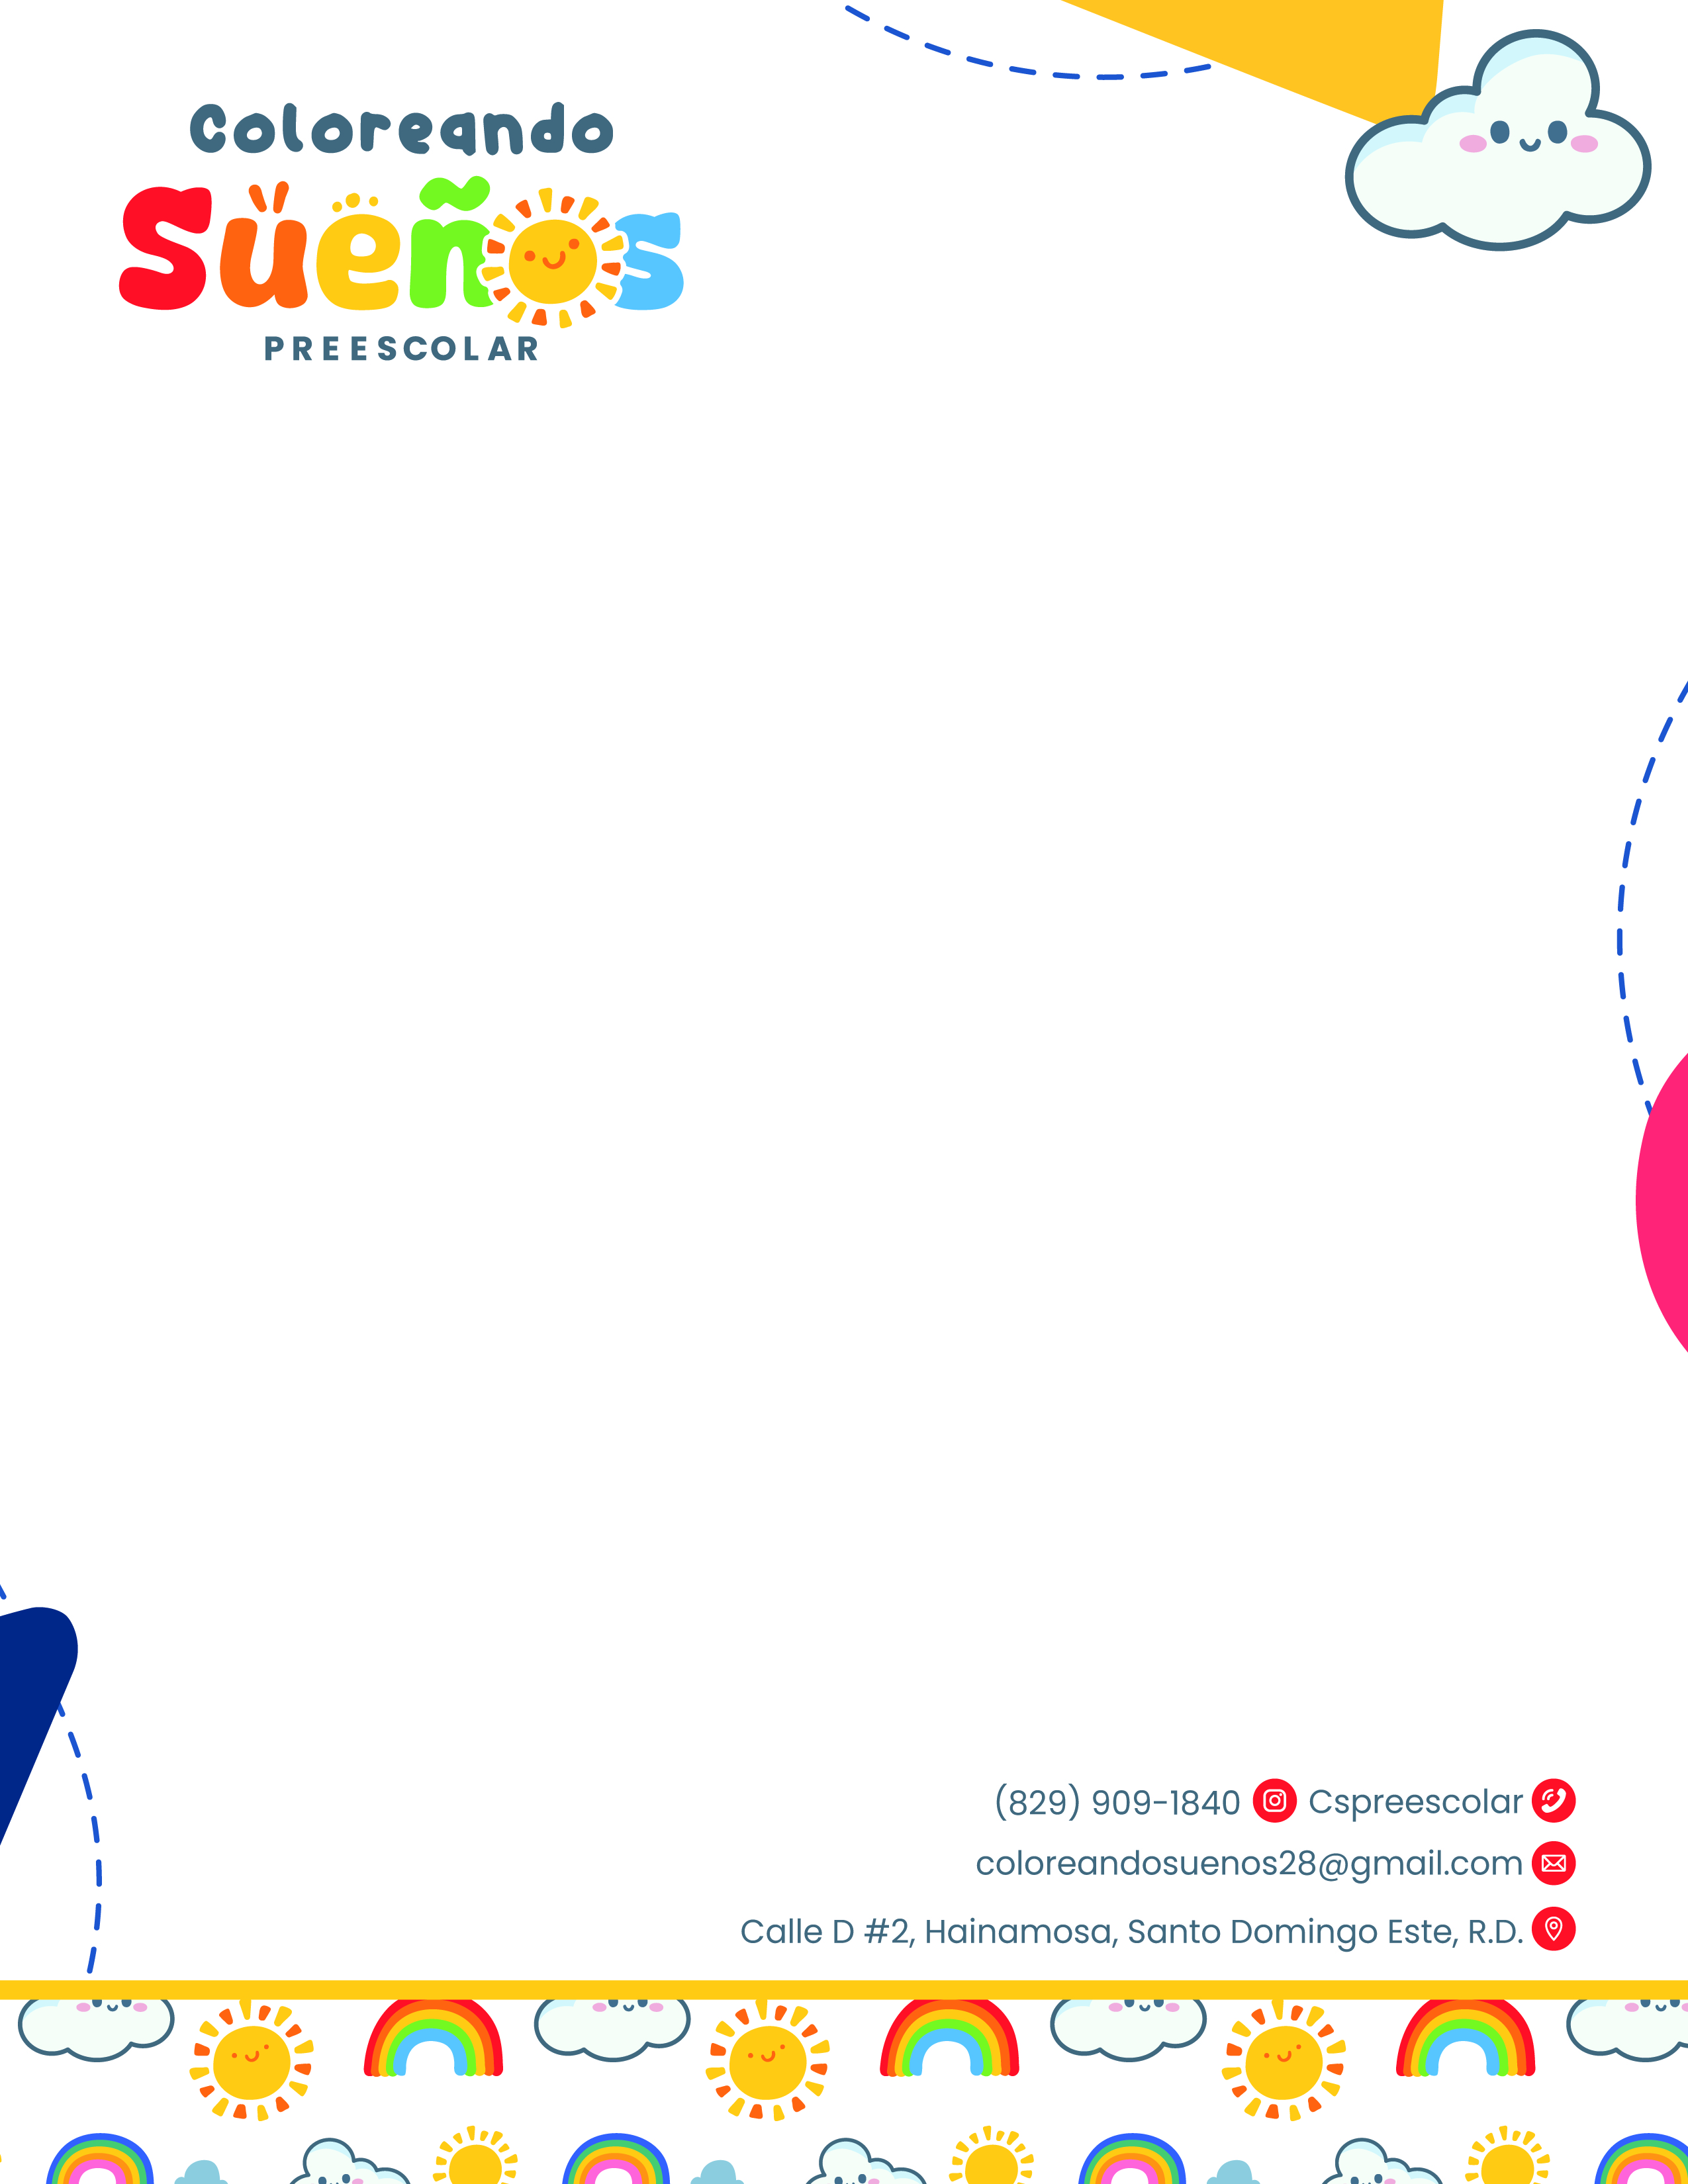 Coloreando
Sueños
PREESCOLAR
(829) 909-1840 Cspreescolar
coloreandosuenos28@gmail.com
Calle D #2, Hainamosa, Santo Domingo Este, R.D.